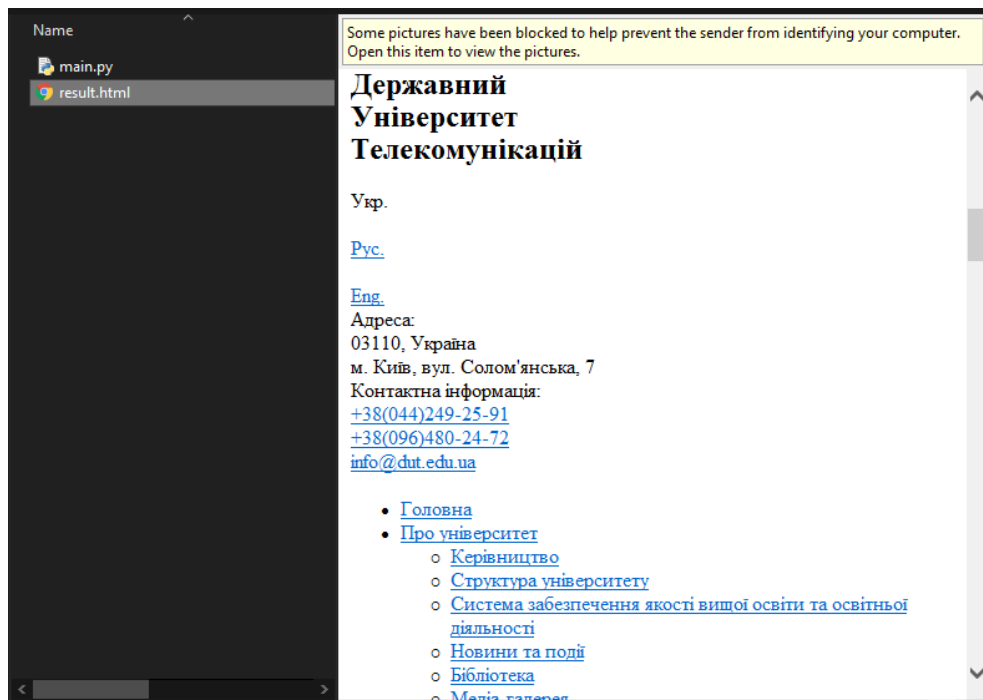 Name
main.py
result.html
Some pictures have been blocked to help prevent the sender from identifying your computer.
Open this item to view the pictures.
Державний
Університет
Телекомунікацій
Укр.
Рус.
Eng.
Адреса:
03110, Україна
м. Київ, вул. Солом'янська, 7
Контактна інформація:
+38(044)249-25-91
+38(096)480-24-72
info@dut.edu.ua
Головна
Про університет
Керівництво
Структура університету
Система забезпечення якості вищої освіти та освітньої
діяльності
Новини та події
Бібліотека
Медіа-галерея